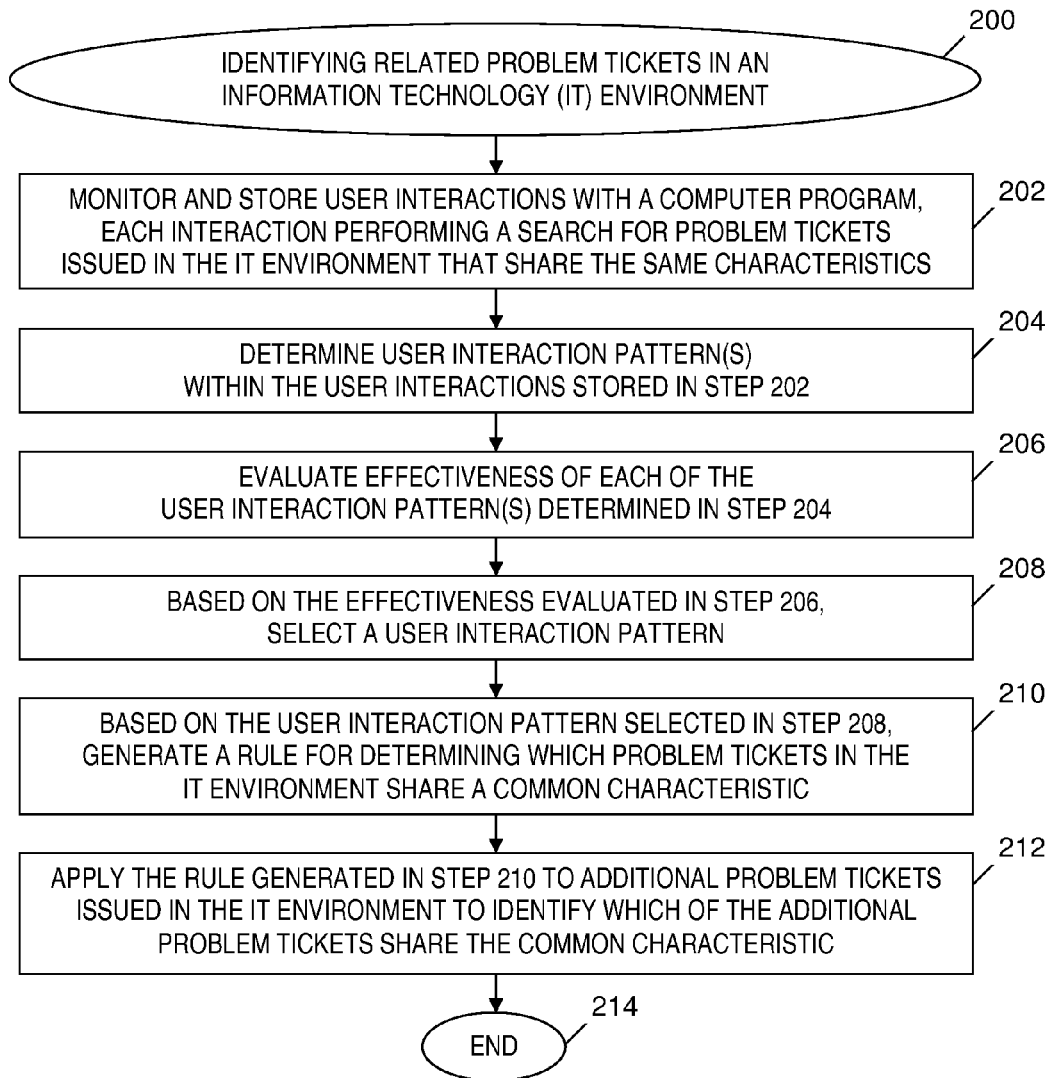 200
IDENTIFYING RELATED PROBLEM TICKETS IN AN
INFORMATION TECHNOLOGY (IT) ENVIRONMENT
202
MONITOR AND STORE USER INTERACTIONS WITH A COMPUTER PROGRAM,
EACH INTERACTION PERFORMING A SEARCH FOR PROBLEM TICKETS
ISSUED IN THE IT ENVIRONMENT THAT SHARE THE SAME CHARACTERISTICS
204
DETERMINE USER INTERACTION PATTERN(S)
WITHIN THE USER INTERACTIONS STORED IN STEP 202
206
EVALUATE EFFECTIVENESS OF EACH OF THE
USER INTERACTION PATTERN(S) DETERMINED IN STEP 204
208
BASED ON THE EFFECTIVENESS EVALUATED IN STEP 206,
SELECT A USER INTERACTION PATTERN
210
BASED ON THE USER INTERACTION PATTERN SELECTED IN STEP 208,
GENERATE A RULE FOR DETERMINING WHICH PROBLEM TICKETS IN THE
IT ENVIRONMENT SHARE A COMMON CHARACTERISTIC
212
APPLY THE RULE GENERATED IN STEP 210 TO ADDITIONAL PROBLEM TICKETS
ISSUED IN THE IT ENVIRONMENT TO IDENTIFY WHICH OF THE ADDITIONAL
PROBLEM TICKETS SHARE THE COMMON CHARACTERISTIC
214
END